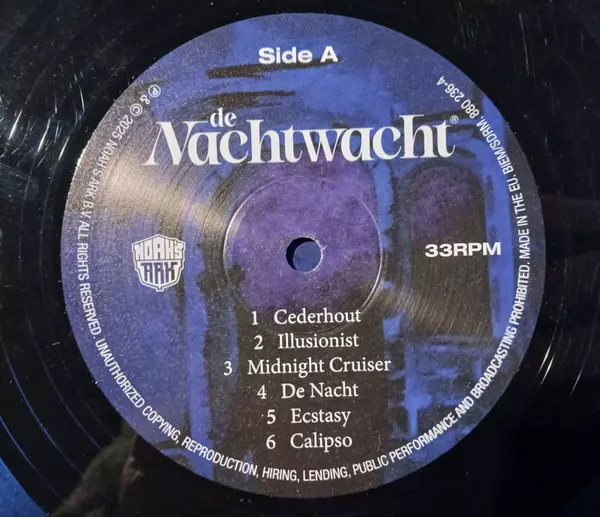 Side A
de
Nachtwacht®
NOAH'S
ARK
33RPM
1 Cederhout
2 Illusionist
3 Midnight Cruiser
4 De Nacht
5 Ecstasy
6 Calipso
℗ & © 2025 NOAH'S ARK B.V. ALL RIGHTS RESERVED. UNAUTHORIZED COPYING, REPRODUCTION, HIRING, LENDING, PUBLIC PERFORMANCE AND BROADCASTING PROHIBITED. MADE IN THE EU. BIEM/SDRM. 880 236-4